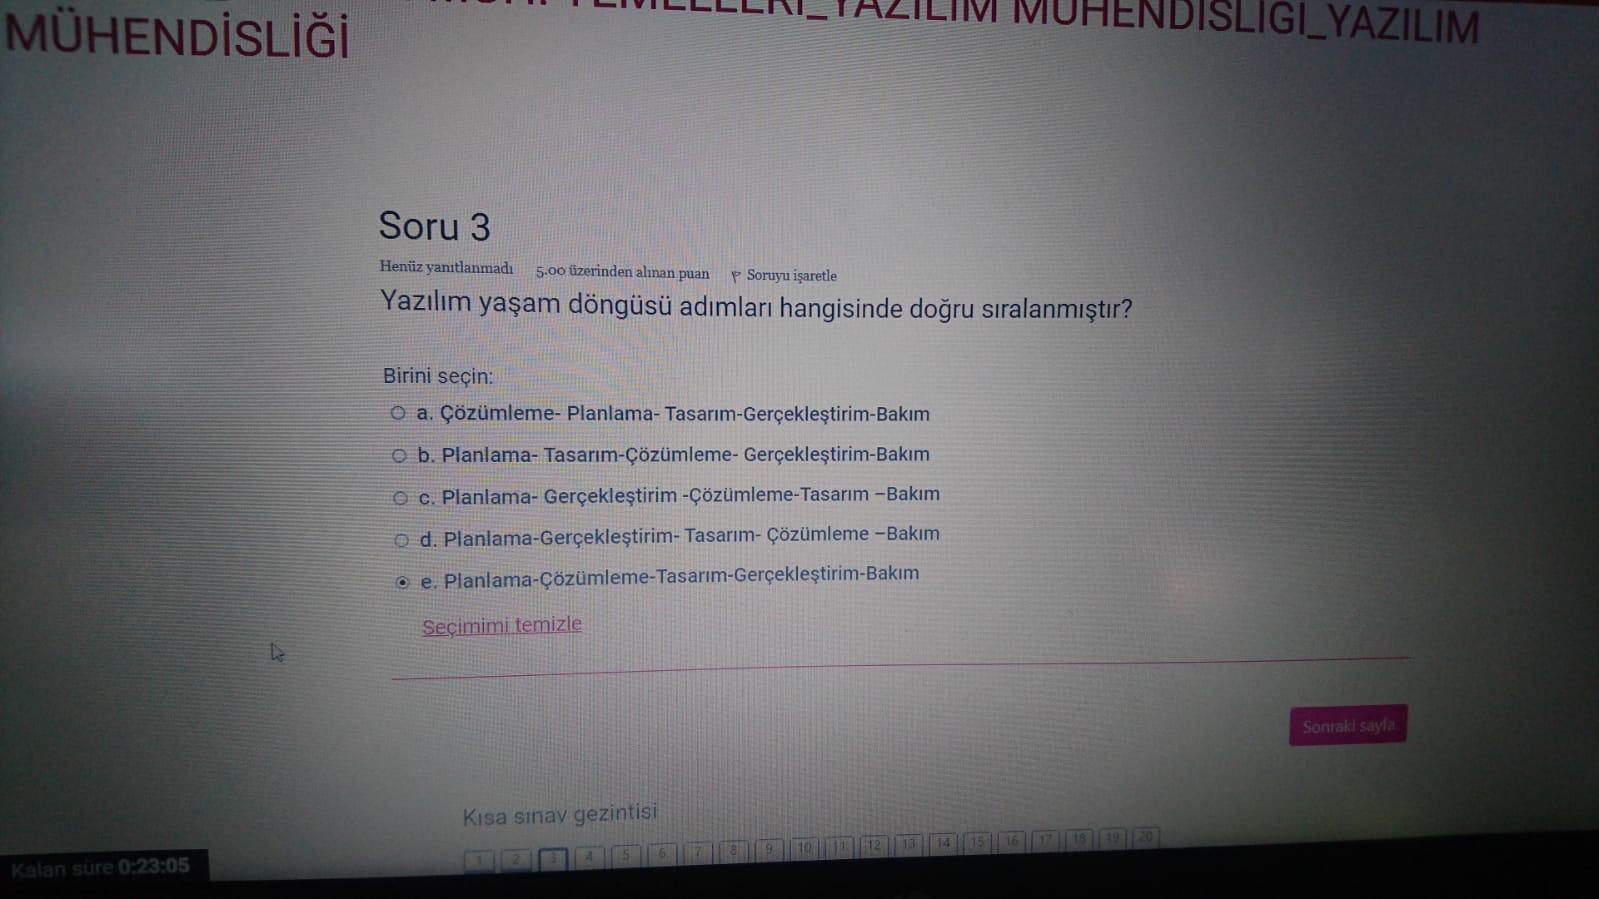 TEMELLERİ_YAZILIM MÜHENDİSLİĞİ_YAZILIM
MÜHENDİSLİĞİ
Soru 3
Henüz yanıtlanmadı 5.00 üzerinden alınan puan Soruyu işaretle
Yazılım yaşam döngüsü adımları hangisinde doğru sıralanmıştır?
Birini seçin:
a. Çözümleme- Planlama- Tasarım-Gerçekleştirim-Bakım
b. Planlama- Tasarım-Çözümleme- Gerçekleştirim-Bakım
c. Planlama- Gerçekleştirim -Çözümleme-Tasarım –Bakım
d. Planlama-Gerçekleştirim- Tasarım- Çözümleme –Bakım
e. Planlama-Çözümleme-Tasarım-Gerçekleştirim-Bakım
Seçimimi temizle
Sonraki sayfa
Kısa sınav gezintisi
1 2 3 4 5 6 7 8 9 10 11 12 13 14 15 16 17 18 19 20
Kalan süre 0:23:05